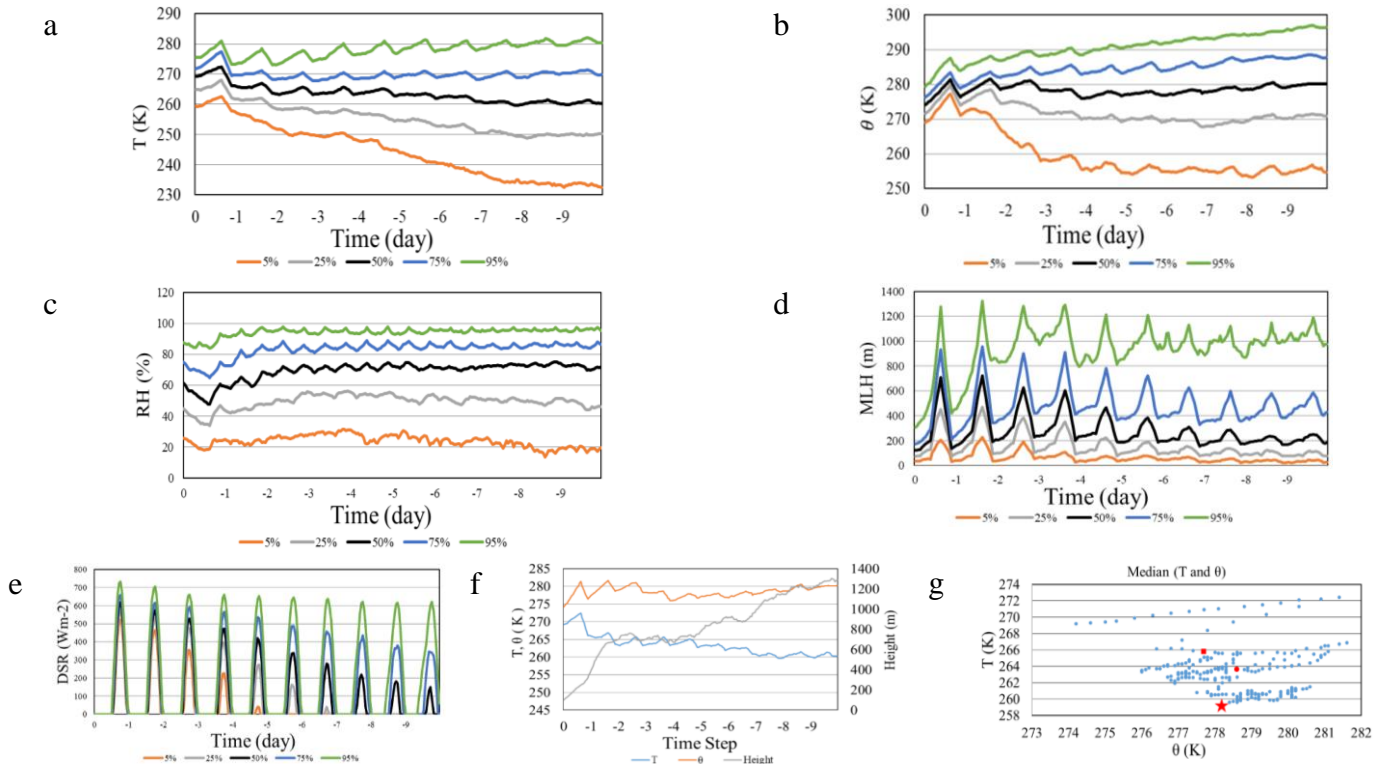 a
290
280
270
260
250
240
230
T (K)
0 -1 -2 -3 -4 -5 -6 -7 -8 -9
Time (day)
5% 25% 50% 75% 95%
b
300
290
280
270
260
250
θ (K)
0 -1 -2 -3 -4 -5 -6 -7 -8 -9
Time (day)
5% 25% 50% 75% 95%
c
120
100
80
60
40
20
0
RH (%)
0 -1 -2 -3 -4 -5 -6 -7 -8 -9
Time (day)
5% 25% 50% 75% 95%
d
1400
1200
1000
800
600
400
200
0
MLH (m)
0 -1 -2 -3 -4 -5 -6 -7 -8 -9
Time (day)
5% 25% 50% 75% 95%
e
800
700
600
500
400
300
200
100
0
DSR (Wm-2)
0 -1 -2 -3 -4 -5 -6 -7 -8 -9
Time (day)
5% 25% 50% 75% 95%
f
285
280
275
270
265
260
255
250
245
T, θ (K)
1400
1200
1000
800
600
400
200
0
Height (m)
0 -1 -2 -3 -4 -5 -6 -7 -8 -9
Time Step
T θ Height
g
Median (T and θ)
274
272
270
268
266
264
262
260
258
T (K)
273 274 275 276 277 278 279 280 281 282
θ (K)